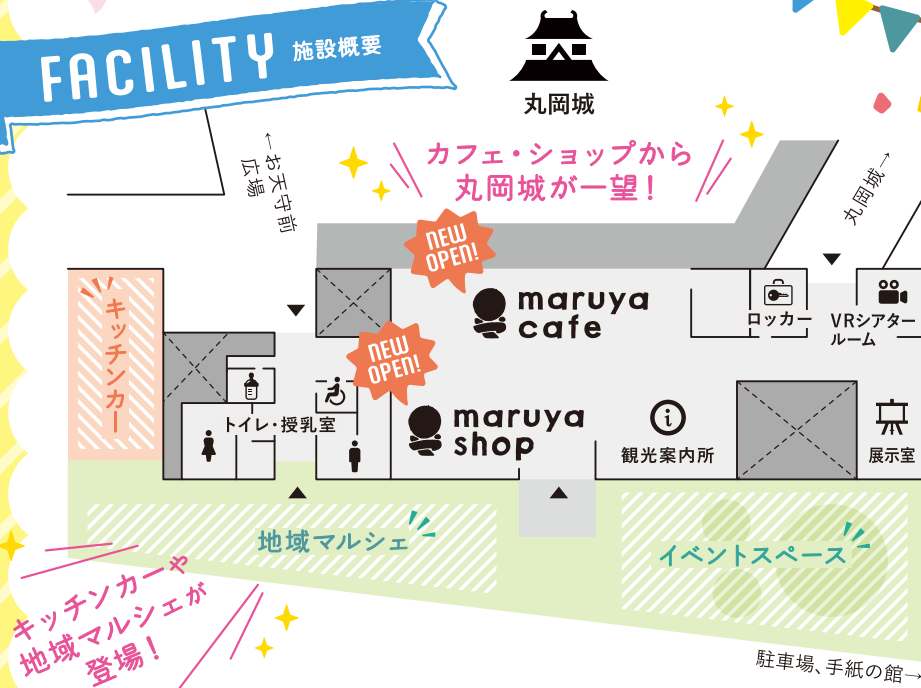 FACILITY 施設概要
丸岡城
カフェ・ショップから
丸岡城が一望！
←お天守前
広場
丸岡城→
NEW
OPEN!
maruya
cafe
ロッカー
VRシアター
ルーム
キッチンカー
NEW
OPEN!
maruya
shop
トイレ・授乳室
i
観光案内所
展示室
地域マルシェ
イベントスペース
キッチンカーや
地域マルシェが
登場！
駐車場、手紙の館→